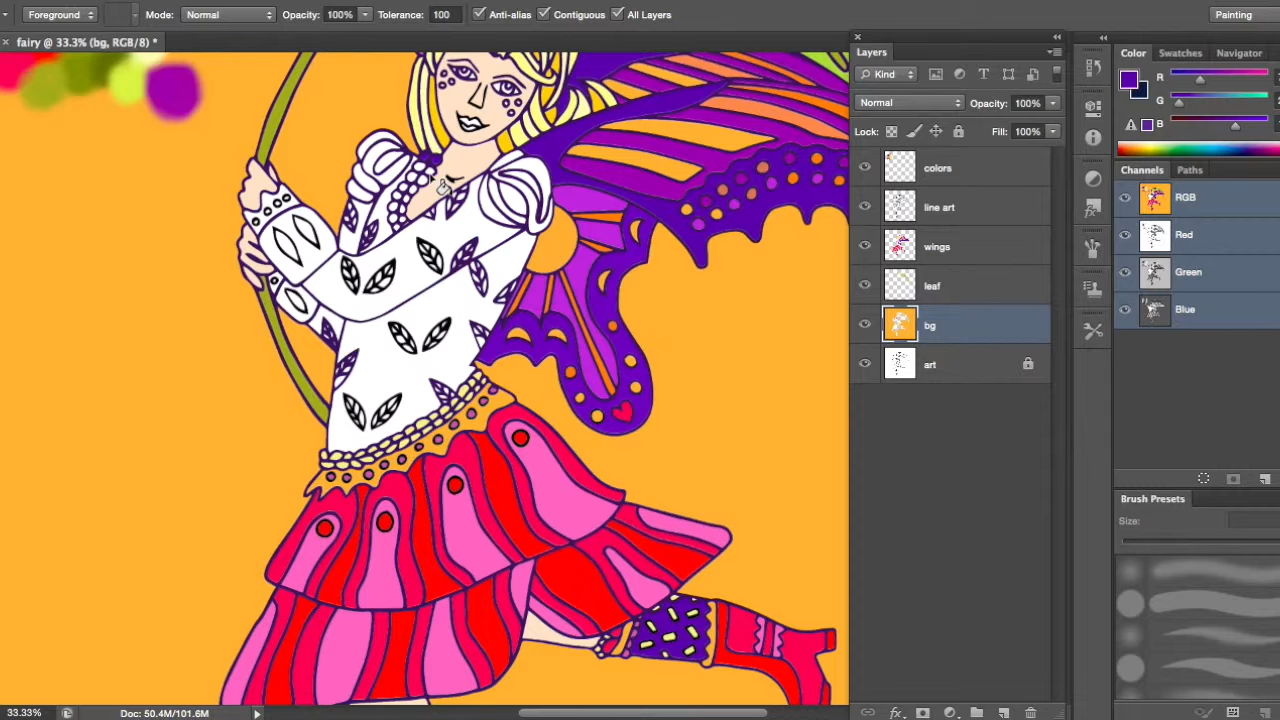 Foreground Mode: Normal Opacity: 100% Tolerance: 100 Anti-alias Contiguous All Layers Painting
fairy @ 33.3% (bg, RGB/8) *
Layers
Kind
Normal Opacity: 100%
Lock: Fill: 100%
colors
line art
wings
leaf
bg
art
Color Swatches Navigator
R
G
B
Channels Paths
RGB
Red
Green
Blue
Brush Presets
Size:
33.33% Doc: 50.4M/101.6M